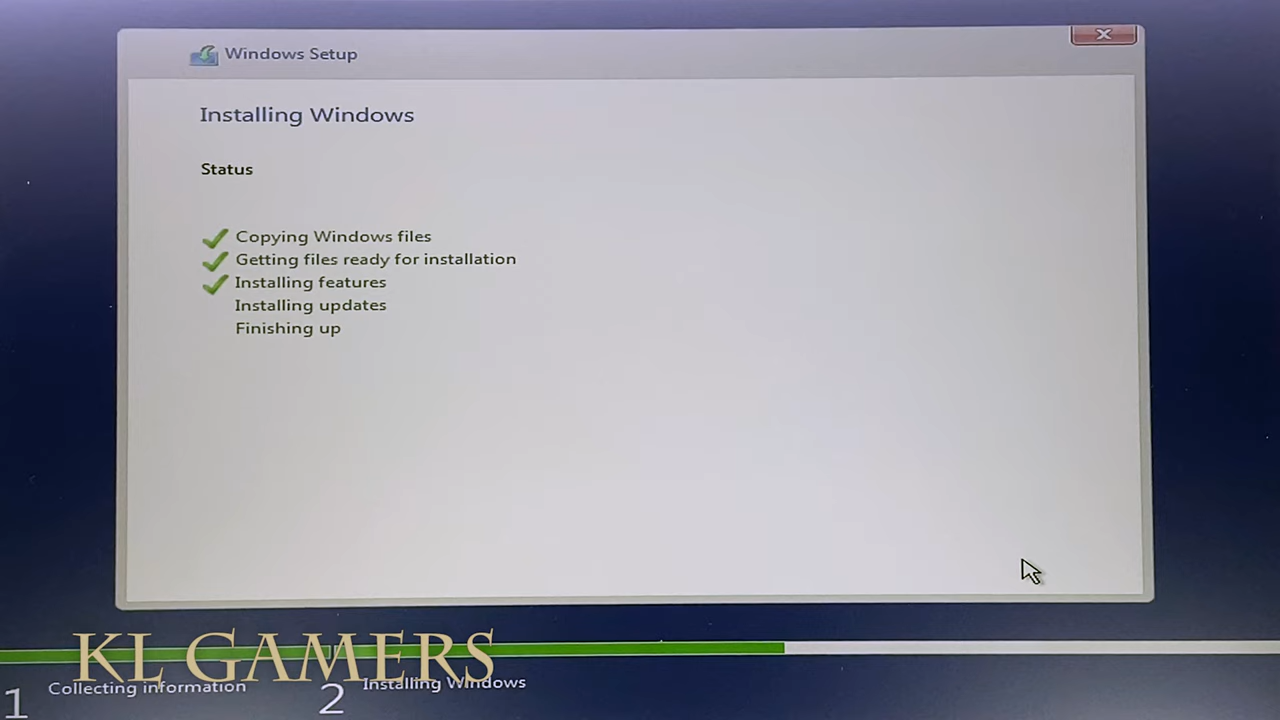 Windows Setup
Installing Windows
Status
Copying Windows files
Getting files ready for installation
Installing features
Installing updates
Finishing up
KL GAMERS
1 Collecting information 2 Installing Windows